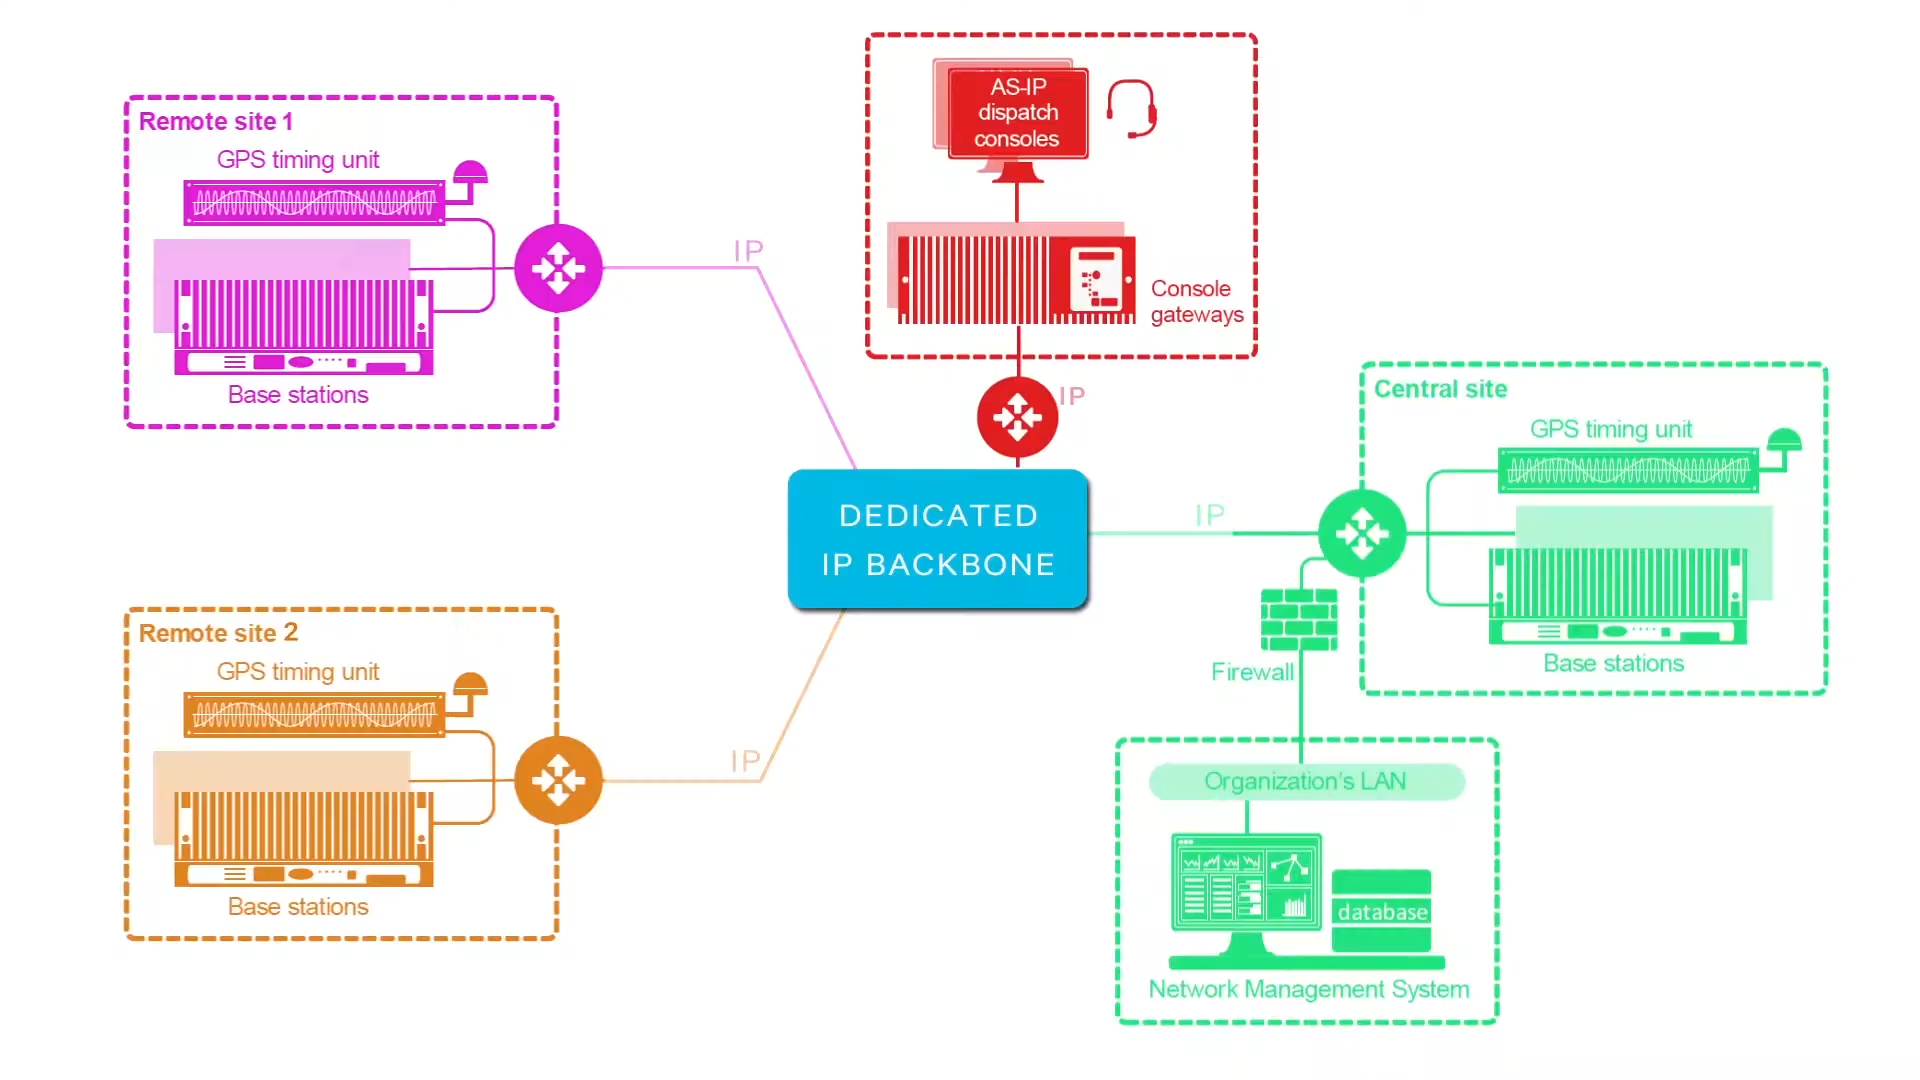 Remote site 1
GPS timing unit
Base stations
IP
AS-IP
dispatch
consoles
Console
gateways
IP
DEDICATED
IP BACKBONE
IP
Central site
GPS timing unit
Base stations
Firewall
Organization's LAN
database
Network Management System
Remote site 2
GPS timing unit
Base stations
IP